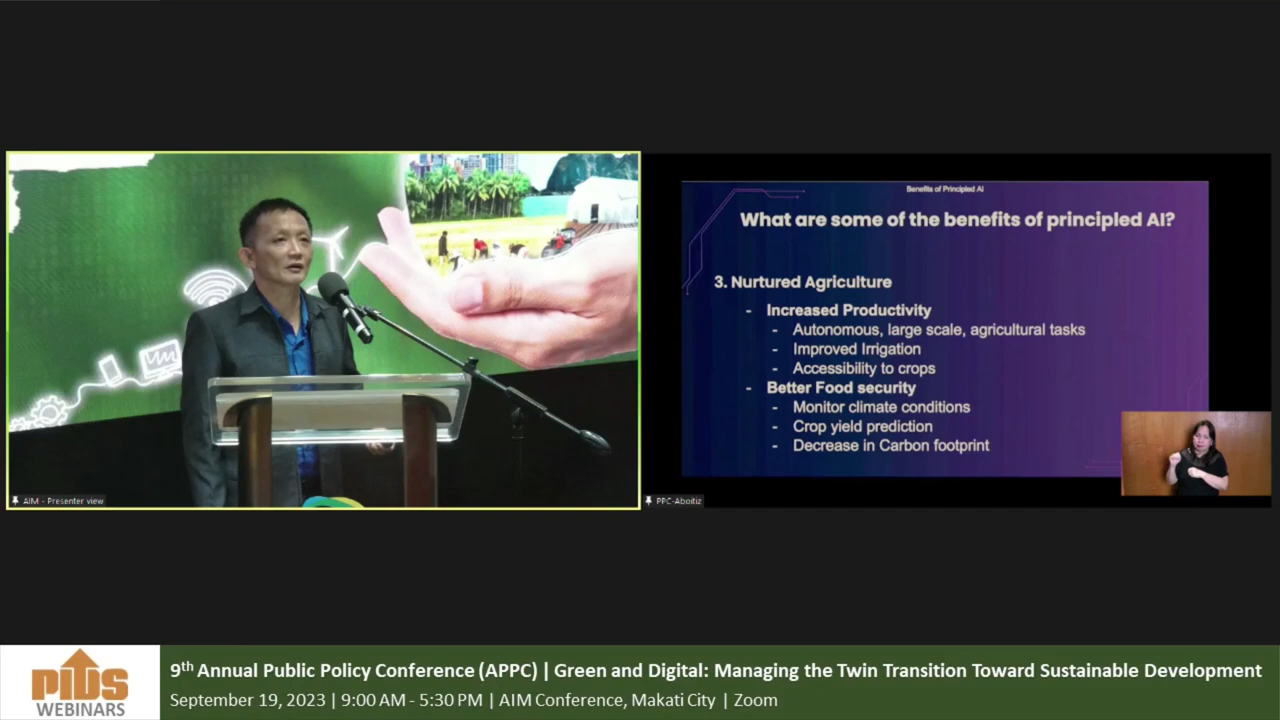 AIM - Presenter view
Benefits of Principled AI
What are some of the benefits of principled AI?
3. Nurtured Agriculture
- Increased Productivity
- Autonomous, large scale, agricultural tasks
- Improved Irrigation
- Accessibility to crops
- Better Food security
- Monitor climate conditions
- Crop yield prediction
- Decrease in Carbon footprint
PPC-Aboitiz
PIDS
WEBINARS
9th Annual Public Policy Conference (APPC) | Green and Digital: Managing the Twin Transition Toward Sustainable Development
September 19, 2023 | 9:00 AM - 5:30 PM | AIM Conference, Makati City | Zoom